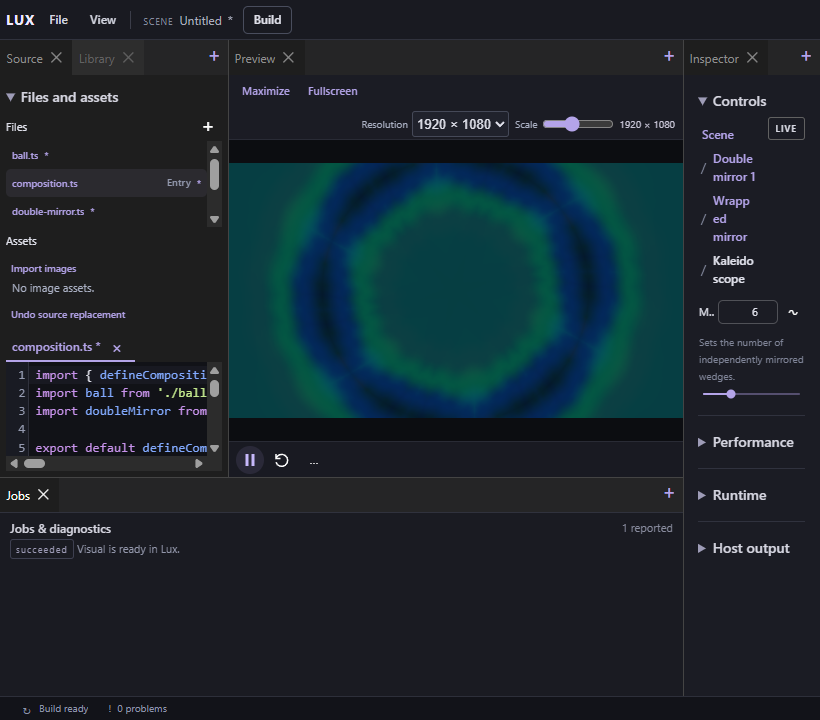 LUX File View SCENE Untitled * Build
Source Library +
Preview +
Inspector +
Files and assets
Files +
ball.ts *
composition.ts Entry *
double-mirror.ts *
Assets
Import images
No image assets.
Undo source replacement
composition.ts *
1 import { defineCompositi
2 import ball from './ball
3 import doubleMirror from
4
5 export default defineCom
Maximize Fullscreen
Resolution 1920 × 1080 Scale 1920 × 1080
...
Jobs +
Jobs & diagnostics 1 reported
succeeded Visual is ready in Lux.
Controls
Scene LIVE
/ Double
mirror 1
/ Wrapp
ed
mirror
/ Kaleido
scope
M.. 6
Sets the number of
independently mirrored
wedges.
Performance
Runtime
Host output
Build ready ! 0 problems